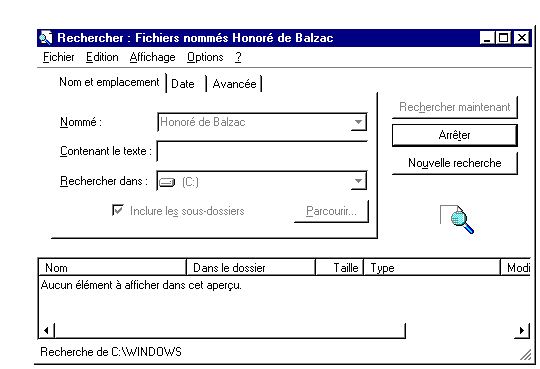 Rechercher : Fichiers nommés Honoré de Balzac
Fichier Edition Affichage Options ?
Nom et emplacement Date Avancée
Nommé : Honoré de Balzac
Contenant le texte :
Rechercher dans : (C:)
Inclure les sous-dossiers Parcourir...
Rechercher maintenant
Arrêter
Nouvelle recherche
Nom Dans le dossier Taille Type Modi
Aucun élément à afficher dans cet aperçu.
Recherche de C:\WINDOWS